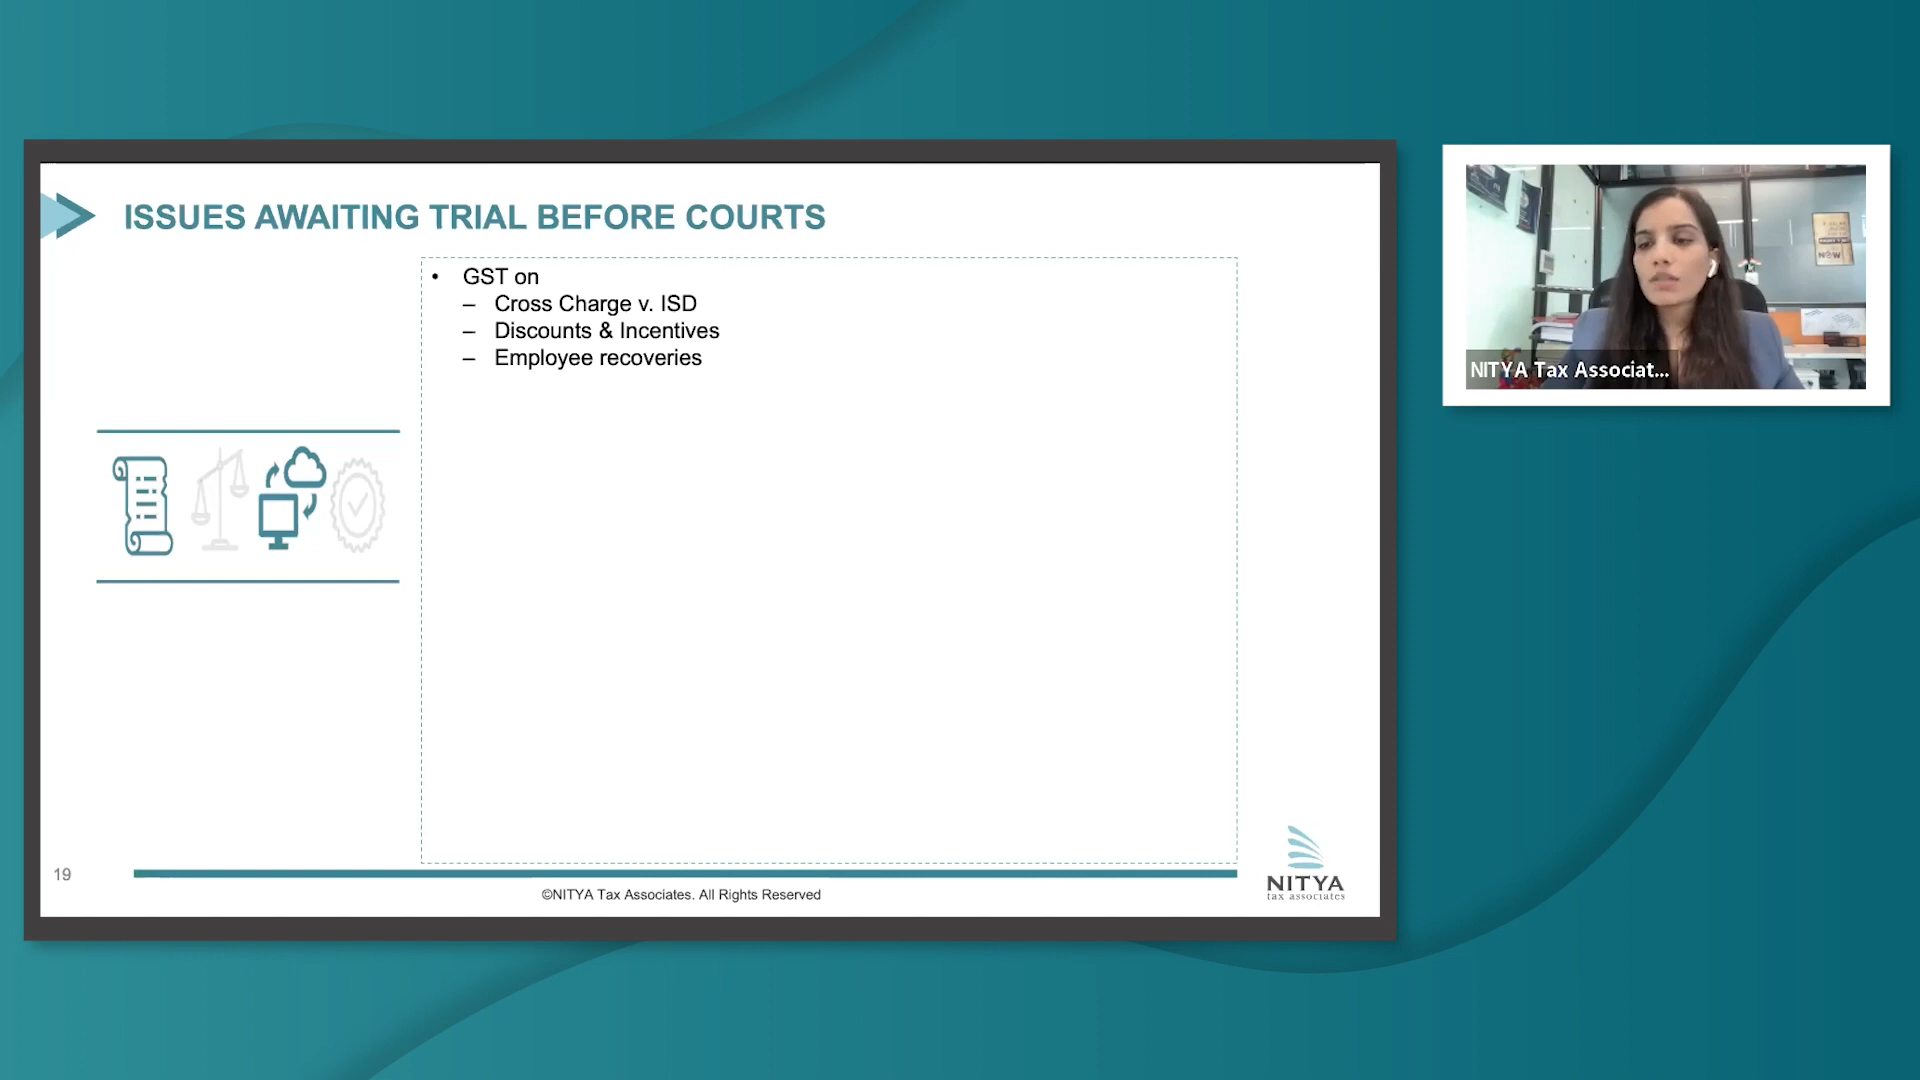 ISSUES AWAITING TRIAL BEFORE COURTS
• GST on
– Cross Charge v. ISD
– Discounts & Incentives
– Employee recoveries
19
©NITYA Tax Associates. All Rights Reserved
NITYA
tax associates
NITYA Tax Associat...
NOW